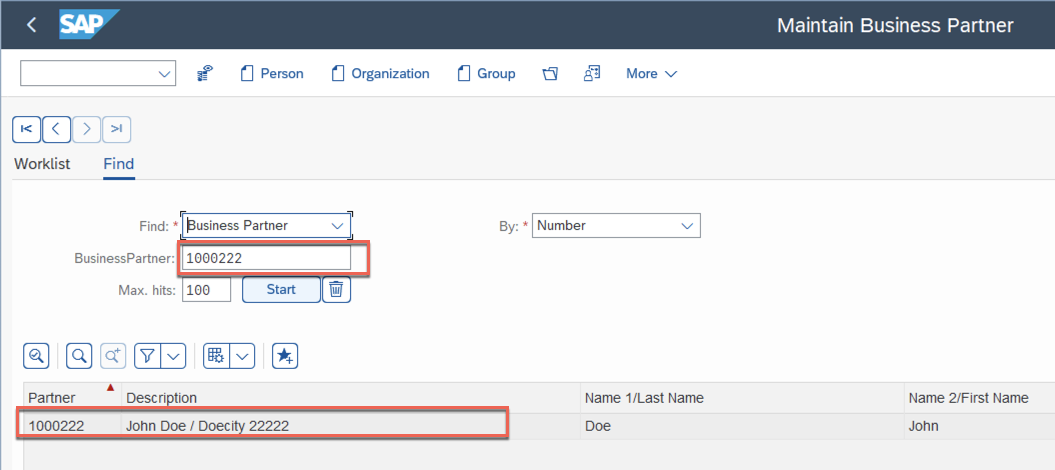 SAP Maintain Business Partner
Person Organization Group More
Worklist Find
Find: * Business Partner By: * Number
BusinessPartner: 1000222
Max. hits: 100 Start
Partner Description Name 1/Last Name Name 2/First Name
1000222 John Doe / Doecity 22222 Doe John